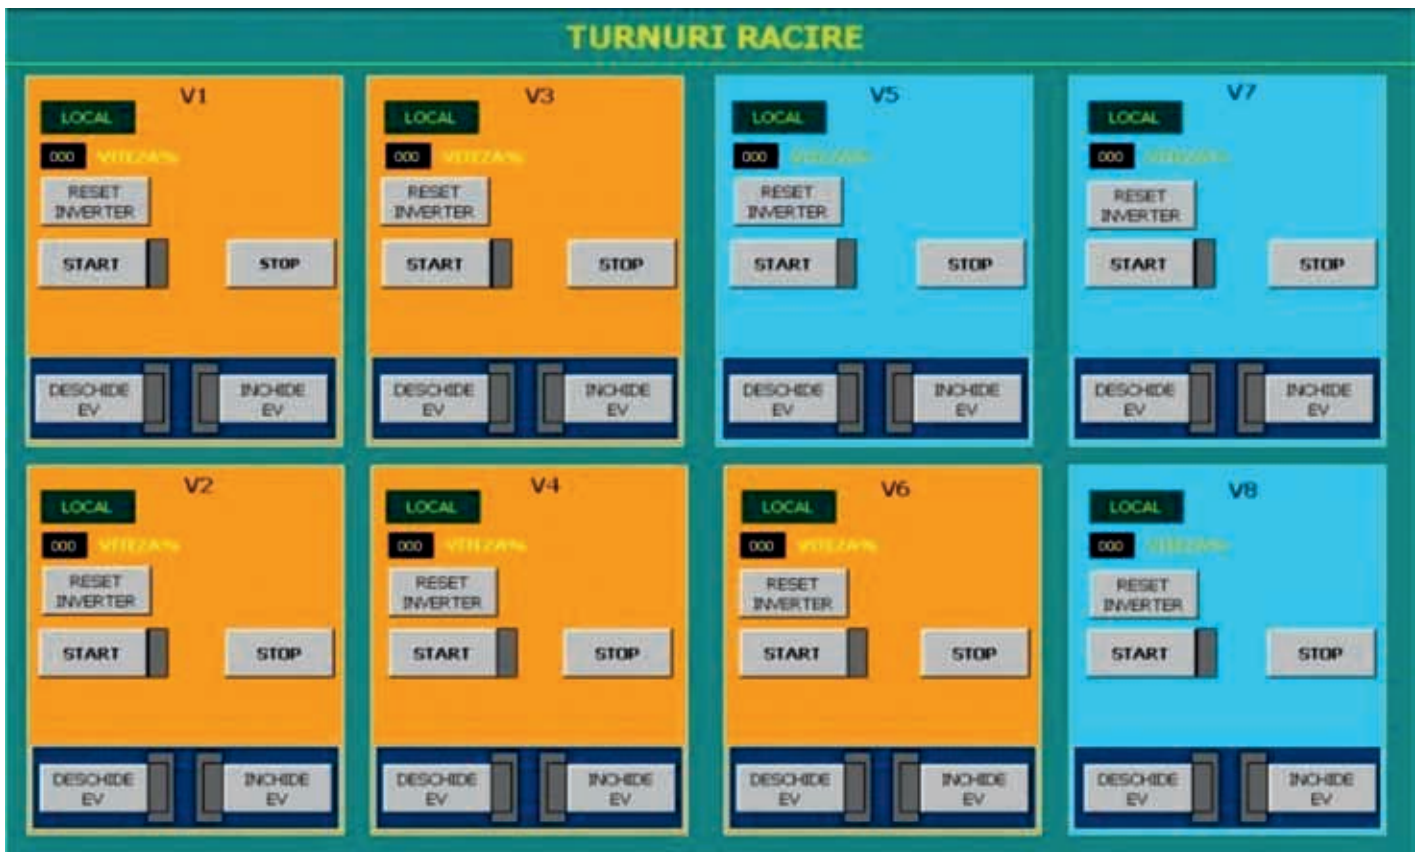 TURNURI RACIRE
V1
LOCAL
000 VITEZA%
RESET
INVERTER
START STOP
DESCHIDE
EV
INCHIDE
EV
V3
LOCAL
000 VITEZA%
RESET
INVERTER
START STOP
DESCHIDE
EV
INCHIDE
EV
V5
LOCAL
000 VITEZA%
RESET
INVERTER
START STOP
DESCHIDE
EV
INCHIDE
EV
V7
LOCAL
000 VITEZA%
RESET
INVERTER
START STOP
DESCHIDE
EV
INCHIDE
EV
V2
LOCAL
000 VITEZA%
RESET
INVERTER
START STOP
DESCHIDE
EV
INCHIDE
EV
V4
LOCAL
000 VITEZA%
RESET
INVERTER
START STOP
DESCHIDE
EV
INCHIDE
EV
V6
LOCAL
000 VITEZA%
RESET
INVERTER
START STOP
DESCHIDE
EV
INCHIDE
EV
V8
LOCAL
000 VITEZA%
RESET
INVERTER
START STOP
DESCHIDE
EV
INCHIDE
EV